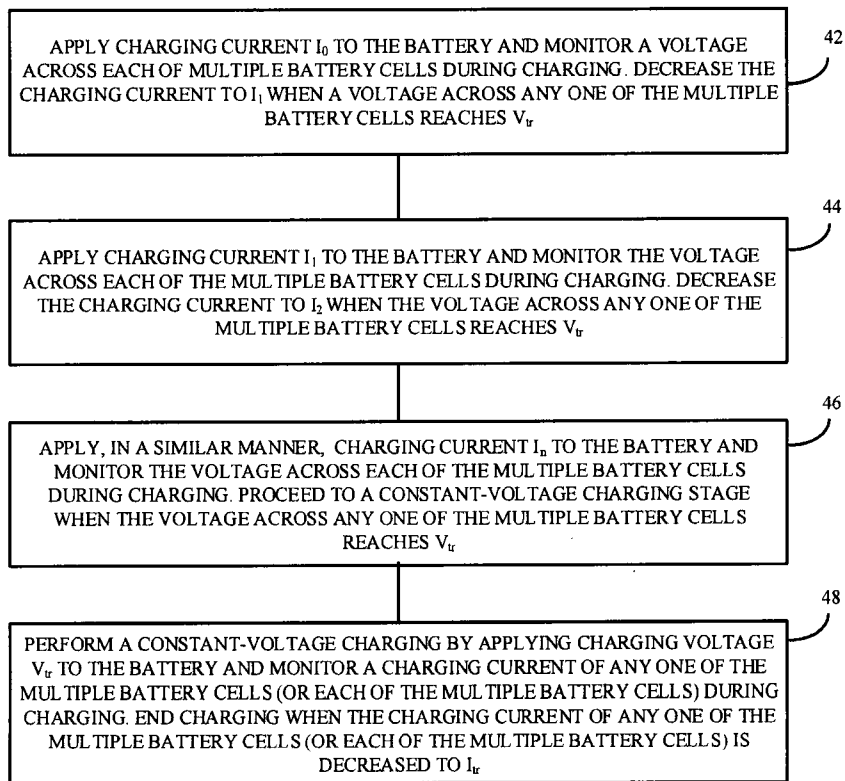 APPLY CHARGING CURRENT I₀ TO THE BATTERY AND MONITOR A VOLTAGE
ACROSS EACH OF MULTIPLE BATTERY CELLS DURING CHARGING. DECREASE THE
CHARGING CURRENT TO I₁ WHEN A VOLTAGE ACROSS ANY ONE OF THE MULTIPLE
BATTERY CELLS REACHES Vₜᵣ
42
APPLY CHARGING CURRENT I₁ TO THE BATTERY AND MONITOR THE VOLTAGE
ACROSS EACH OF THE MULTIPLE BATTERY CELLS DURING CHARGING. DECREASE
THE CHARGING CURRENT TO I₂ WHEN THE VOLTAGE ACROSS ANY ONE OF THE
MULTIPLE BATTERY CELLS REACHES Vₜᵣ
44
APPLY, IN A SIMILAR MANNER, CHARGING CURRENT Iₙ TO THE BATTERY AND
MONITOR THE VOLTAGE ACROSS EACH OF THE MULTIPLE BATTERY CELLS
DURING CHARGING. PROCEED TO A CONSTANT-VOLTAGE CHARGING STAGE
WHEN THE VOLTAGE ACROSS ANY ONE OF THE MULTIPLE BATTERY CELLS
REACHES Vₜᵣ
46
PERFORM A CONSTANT-VOLTAGE CHARGING BY APPLYING CHARGING VOLTAGE
Vₜᵣ TO THE BATTERY AND MONITOR A CHARGING CURRENT OF ANY ONE OF THE
MULTIPLE BATTERY CELLS (OR EACH OF THE MULTIPLE BATTERY CELLS) DURING
CHARGING. END CHARGING WHEN THE CHARGING CURRENT OF ANY ONE OF THE
MULTIPLE BATTERY CELLS (OR EACH OF THE MULTIPLE BATTERY CELLS) IS
DECREASED TO Iₜᵣ
48